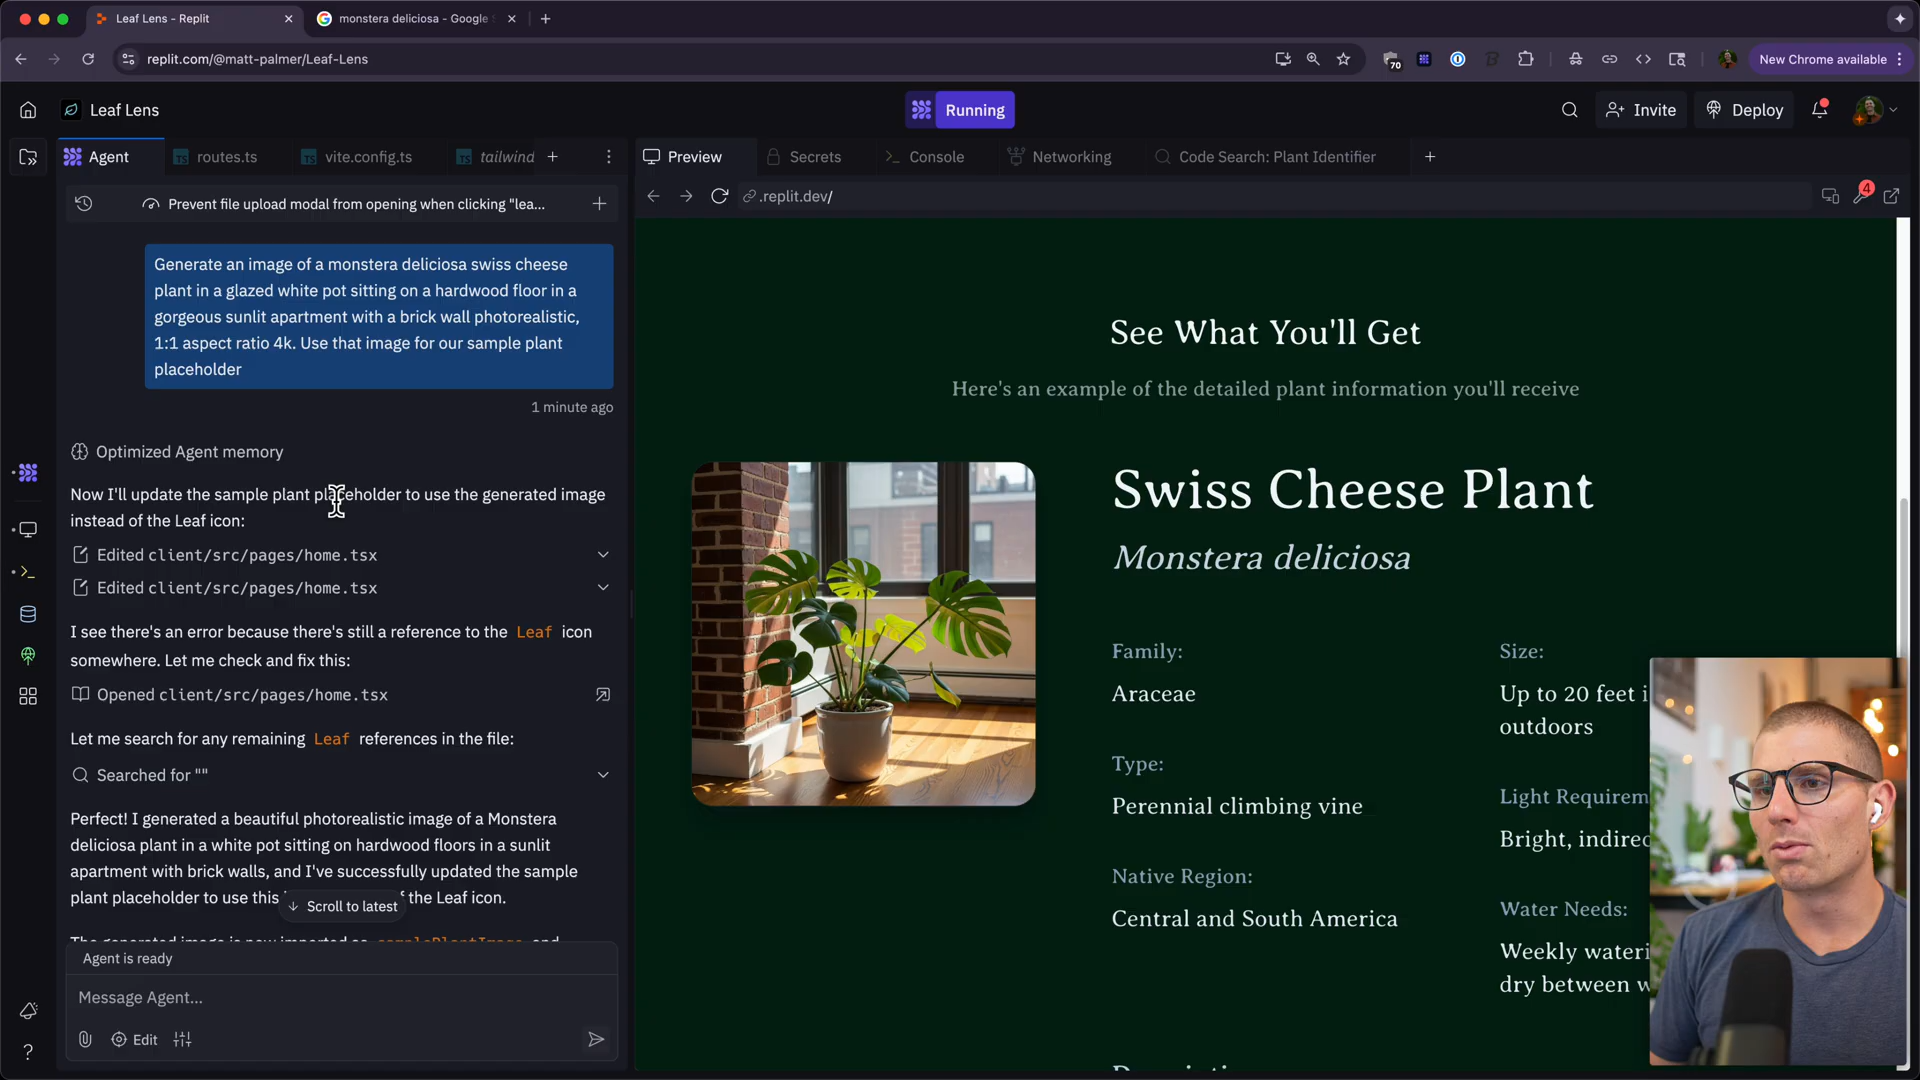 Leaf Lens - Replit
monstera deliciosa - Google
replit.com/@matt-palmer/Leaf-Lens
70
New Chrome available
Leaf Lens
Running
Invite
Deploy
Agent
routes.ts
vite.config.ts
tailwind
Preview
Secrets
Console
Networking
Code Search: Plant Identifier
Prevent file upload modal from opening when clicking "lea...
.replit.dev/
4
Generate an image of a monstera deliciosa swiss cheese
plant in a glazed white pot sitting on a hardwood floor in a
gorgeous sunlit apartment with a brick wall photorealistic,
1:1 aspect ratio 4k. Use that image for our sample plant
placeholder
1 minute ago
Optimized Agent memory
Now I'll update the sample plant placeholder to use the generated image
instead of the Leaf icon:
Edited client/src/pages/home.tsx
Edited client/src/pages/home.tsx
I see there's an error because there's still a reference to the Leaf icon
somewhere. Let me check and fix this:
Opened client/src/pages/home.tsx
Let me search for any remaining Leaf references in the file:
Searched for ""
Perfect! I generated a beautiful photorealistic image of a Monstera
deliciosa plant in a white pot sitting on hardwood floors in a sunlit
apartment with brick walls, and I've successfully updated the sample
plant placeholder to use this
the Leaf icon.
Scroll to latest
The generated image is now imported as samplePlantImage and
Agent is ready
Message Agent...
Edit
See What You'll Get
Here's an example of the detailed plant information you'll receive
Swiss Cheese Plant
Monstera deliciosa
Family:
Araceae
Type:
Perennial climbing vine
Native Region:
Central and South America
Size:
Up to 20 feet i
outdoors
Light Requirem
Bright, indirec
Water Needs:
Weekly wateri
dry between w